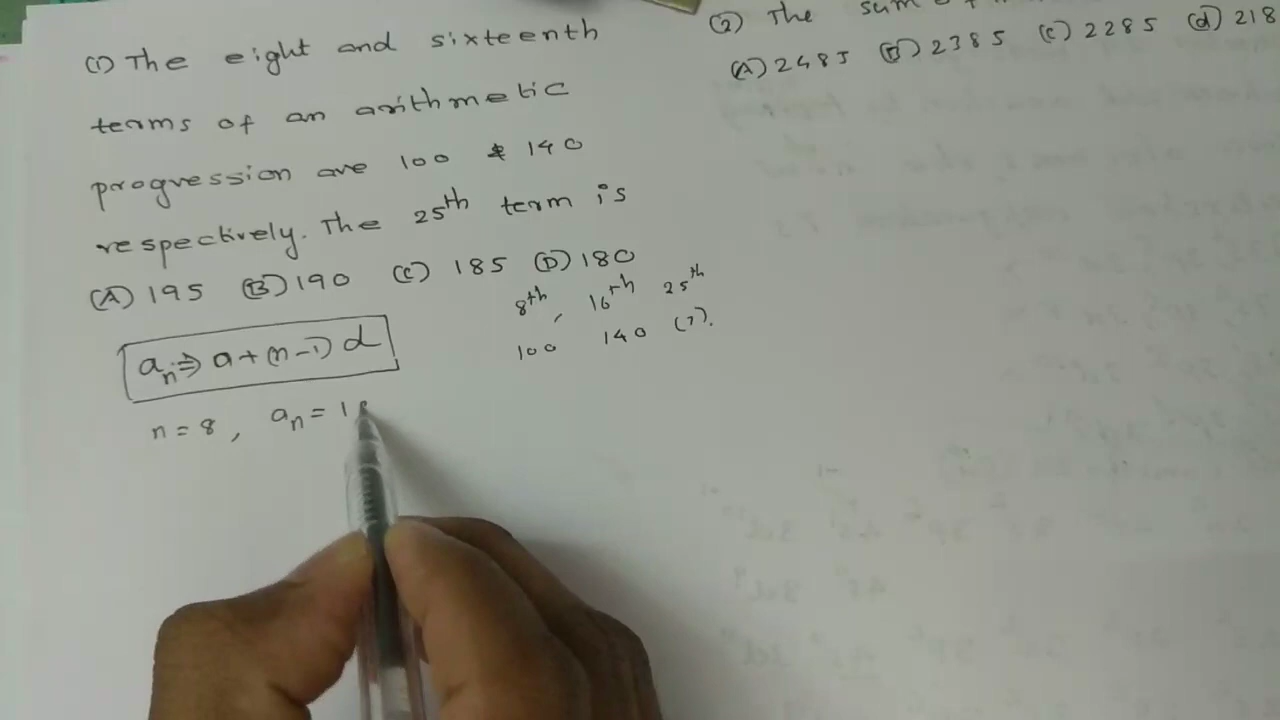 (1) The eight and sixteenth
terms of an arithmetic
progression are 100 & 140
respectively. The 25th term is
(A) 195 (B) 190 (C) 185 (D) 180
8th, 16th 25th
100 140 (?).
an ⇒ a + (n-1) d
n = 8, an = 1
(2) The sum
(A) 2485 (B) 2385 (C) 2285 (d) 218